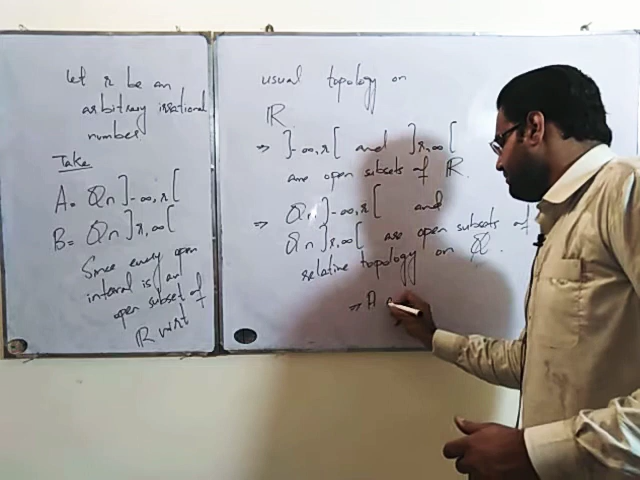 Let r be an
arbitrary irrational
number
Take
A= Q∩ ]-∞,r[
B= Q∩ ]r,∞[
Since every open
interval is an
open subset of
ℝ w.r.t
usual topology on
ℝ
⇒ ]-∞,r[ and ]r,∞[
are open subsets of ℝ.
⇒ Q∩ ]-∞,r[ and
Q∩ ]r,∞[ are open subsets of
relative topology on Q.
⇒ A